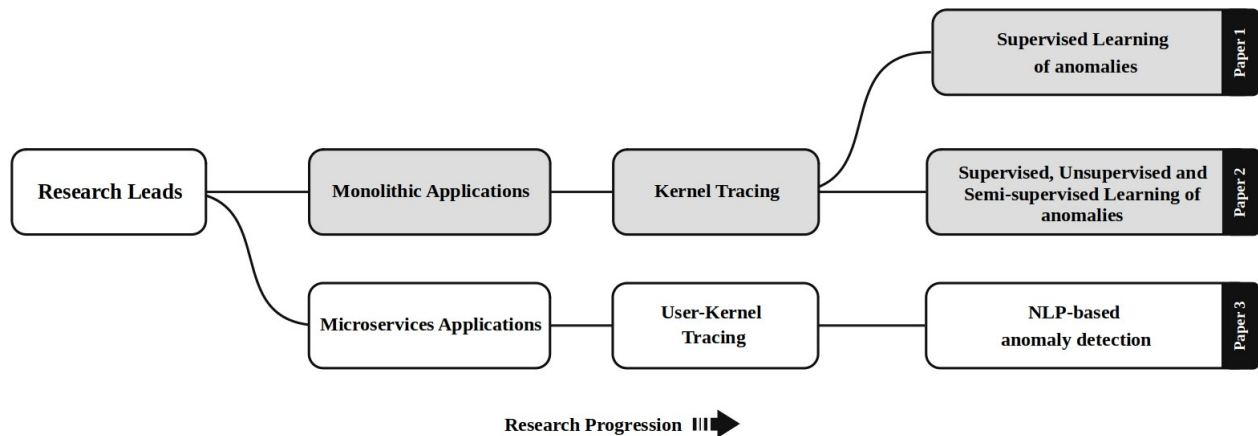 Supervised Learning
of anomalies
Paper 1
Research Leads
Monolithic Applications
Kernel Tracing
Supervised, Unsupervised and
Semi-supervised Learning of
anomalies
Paper 2
Microservices Applications
User-Kernel
Tracing
NLP-based
anomaly detection
Paper 3
Research Progression